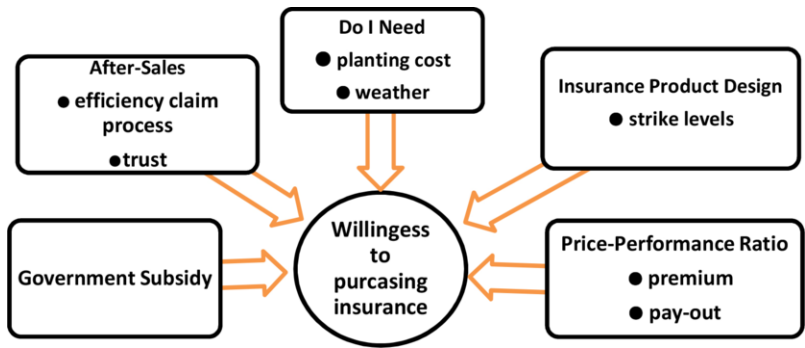 Do I Need
● planting cost
● weather
After-Sales
● efficiency claim
process
● trust
Insurance Product Design
● strike levels
Government Subsidy
Willingess
to
purcasing
insurance
Price-Performance Ratio
● premium
● pay-out